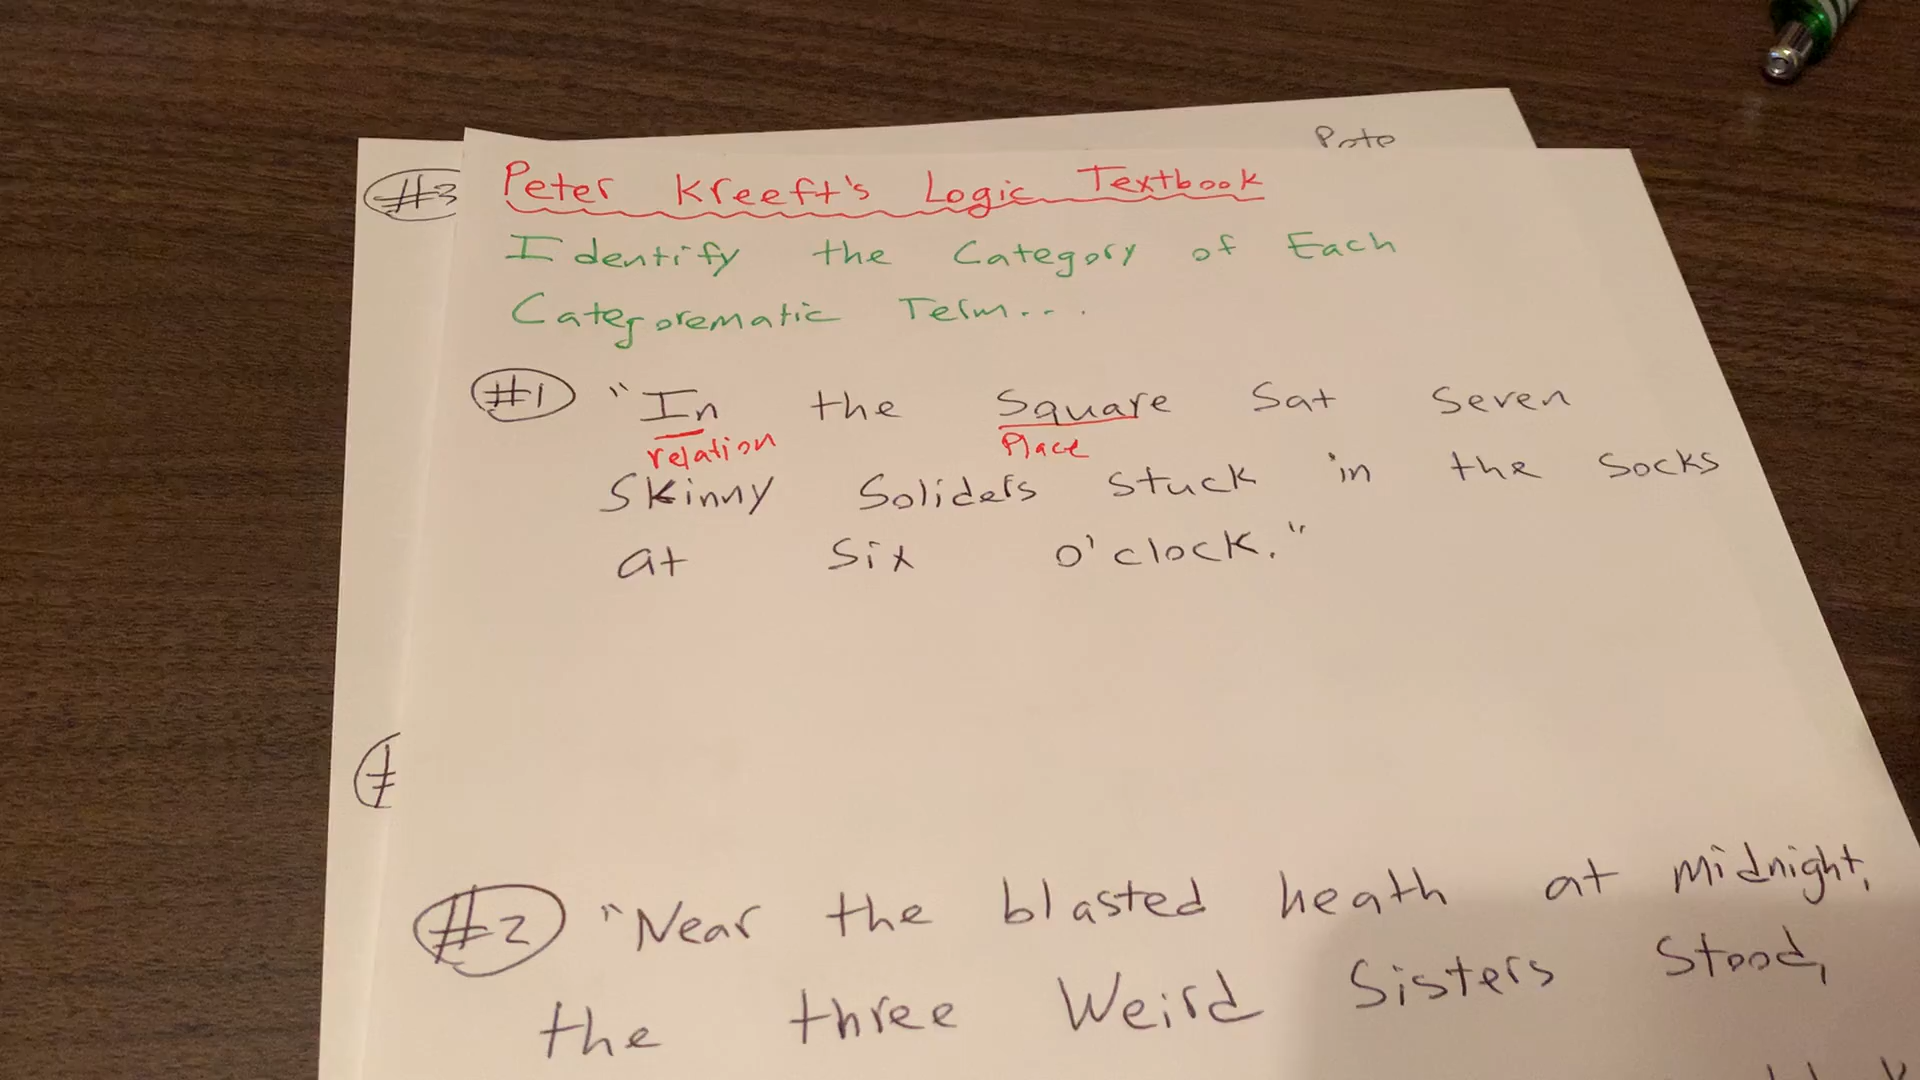 Poto
#3
Peter Kreeft's Logic Textbook
Identify the Category of Each
Categorematic Term...
#1 "In the Square Sat Seven
relation Place
Skinny Soliders stuck in the Socks
at Six o'clock."
#2 "Near the blasted heath at midnight,
the three Weird Sisters Stood,